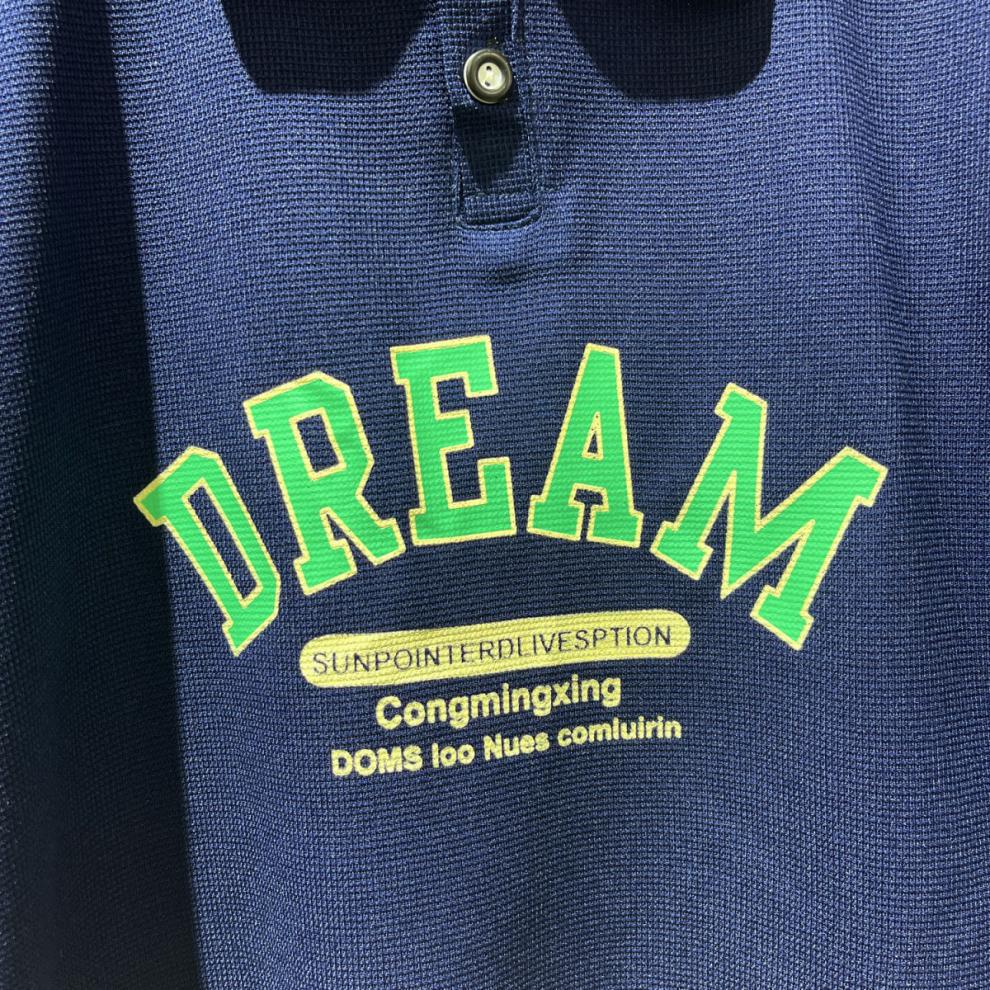 DREAM
SUNPOINTERDLIVESPTION
Congmingxing
DOMS loo Nues comluirin